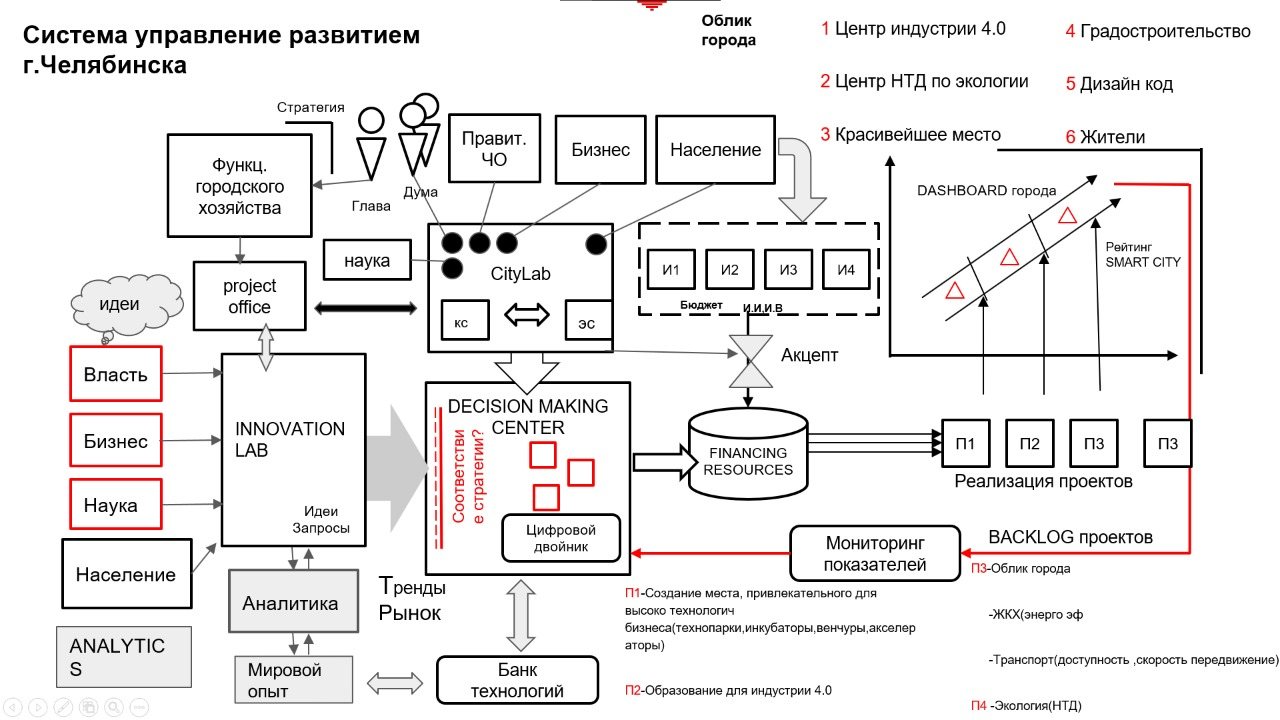 Система управление развитием
г.Челябинска
Облик
города
1 Центр индустрии 4.0
2 Центр НТД по экологии
3 Красивейшее место
4 Градостроительство
5 Дизайн код
6 Жители
Стратегия
Функц.
городского
хозяйства
Глава
Дума
Правит.
ЧО
Бизнес
Население
наука
CityLab
кс
эс
project
office
идеи
Власть
Бизнес
Наука
Население
INNOVATION
LAB
Идеи
Запросы
И1
И2
И3
И4
Бюджет
И.И.И.В
Акцепт
DASHBOARD города
Рейтинг
SMART CITY
DECISION MAKING
CENTER
Соответстви
е стратегии?
Цифровой
двойник
FINANCING
RESOURCES
П1
П2
П3
П3
Реализация проектов
BACKLOG проектов
Мониторинг
показателей
Аналитика
Тренды
Рынок
ANALYTIC
S
Мировой
опыт
Банк
технологий
П1-Создание места, привлекательного для
высоко технологич
бизнеса(технопарки,инкубаторы,венчуры,акселер
аторы)
П2-Образование для индустрии 4.0
П3-Облик города
-ЖКХ(энерго эф
-Транспорт(доступность ,скорость передвижение)
П4 -Экология(НТД)